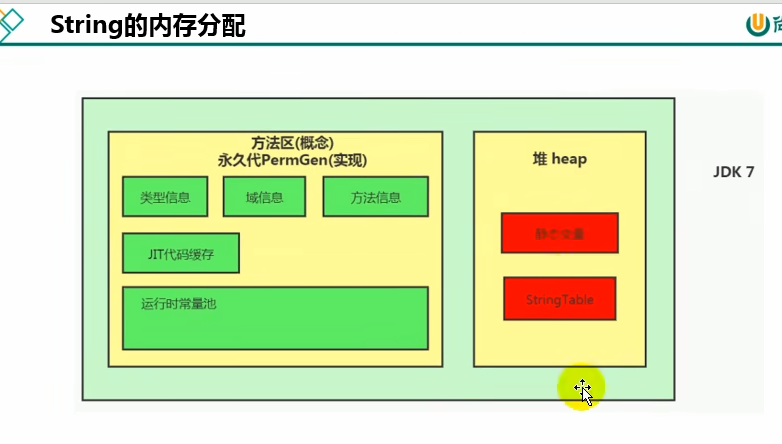 String的内存分配
方法区(概念)
永久代PermGen(实现)
堆 heap
JDK 7
类型信息
域信息
方法信息
静态变量
JIT代码缓存
运行时常量池
StringTable